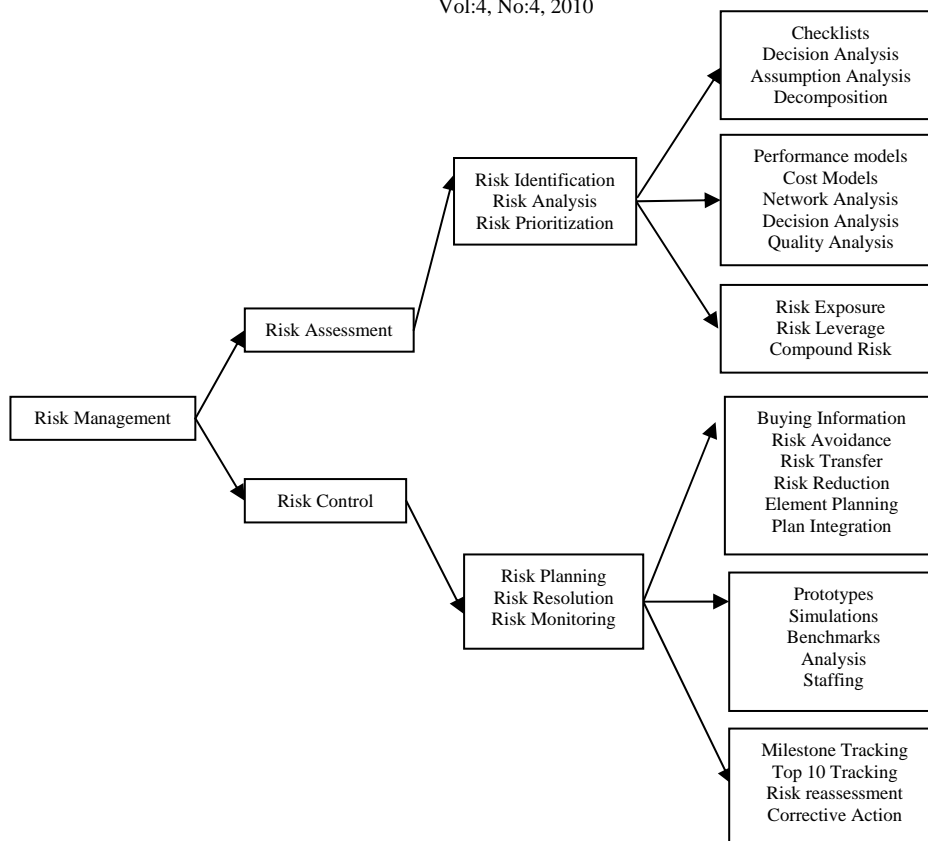 Vol:4, No:4, 2010
Checklists
Decision Analysis
Assumption Analysis
Decomposition
Performance models
Cost Models
Network Analysis
Decision Analysis
Quality Analysis
Risk Identification
Risk Analysis
Risk Prioritization
Risk Exposure
Risk Leverage
Compound Risk
Risk Assessment
Risk Management
Risk Control
Buying Information
Risk Avoidance
Risk Transfer
Risk Reduction
Element Planning
Plan Integration
Risk Planning
Risk Resolution
Risk Monitoring
Prototypes
Simulations
Benchmarks
Analysis
Staffing
Milestone Tracking
Top 10 Tracking
Risk reassessment
Corrective Action